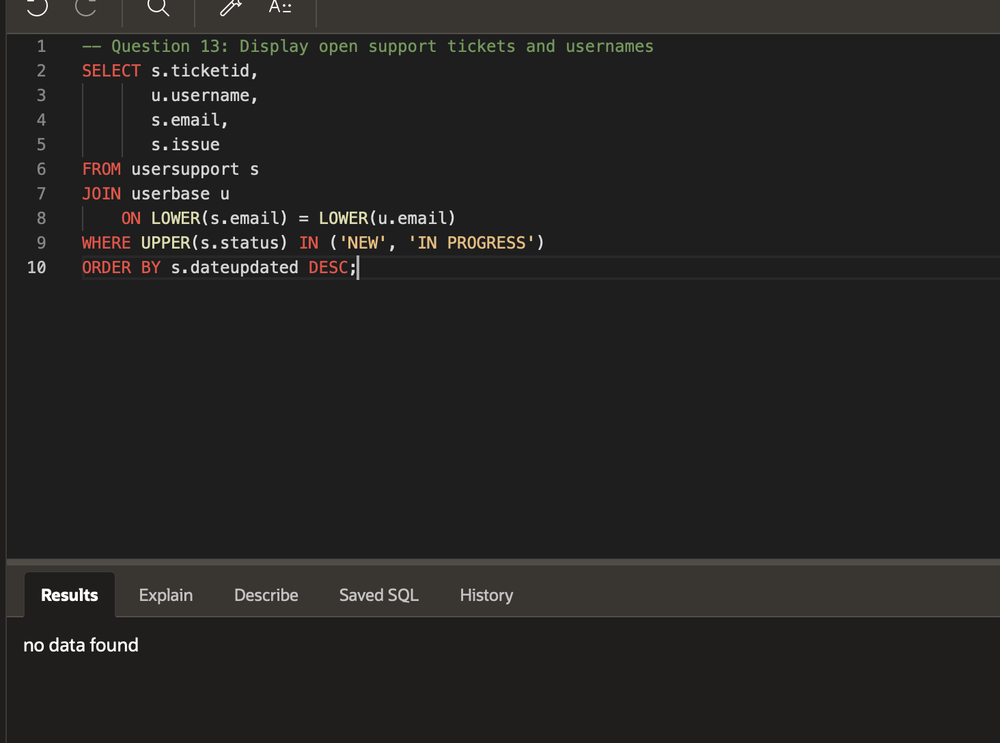 A
1 -- Question 13: Display open support tickets and usernames
2 SELECT s.ticketid,
3 u.username,
4 s.email,
5 s.issue
6 FROM usersupport s
7 JOIN userbase u
8 ON LOWER(s.email) = LOWER(u.email)
9 WHERE UPPER(s.status) IN ('NEW', 'IN PROGRESS')
10 ORDER BY s.dateupdated DESC;
Results Explain Describe Saved SQL History
no data found